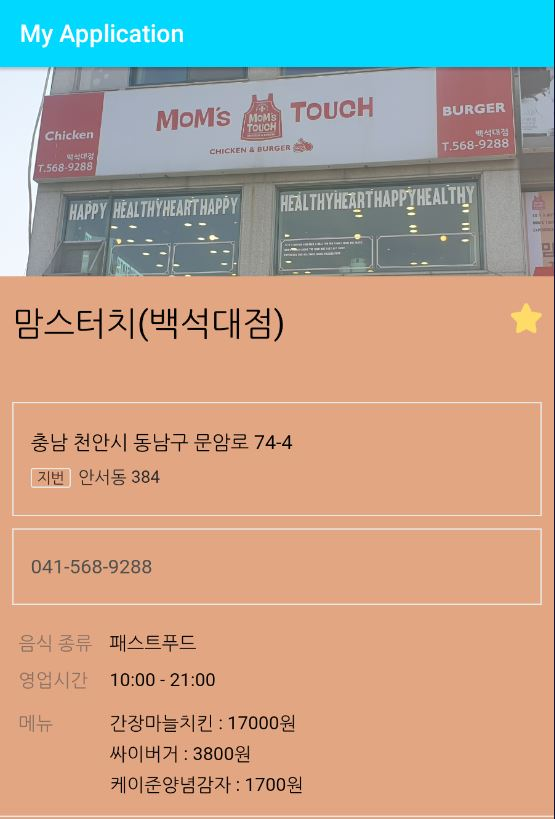 My Application
MOM'S
TOUCH
MOM'S
TOUCH
CHICKEN & BURGER
Chicken
백석대점
T.568-9288
BURGER
백석대점
T.568-9288
HAPPY HEALTHYHEARTHAPPY
HEALTHYHEARTHAPPYHEALTHY
맘스터치(백석대점)
충남 천안시 동남구 문암로 74-4
지번 안서동 384
041-568-9288
음식 종류 패스트푸드
영업시간 10:00 - 21:00
메뉴 간장마늘치킨 : 17000원
싸이버거 : 3800원
케이준양념감자 : 1700원